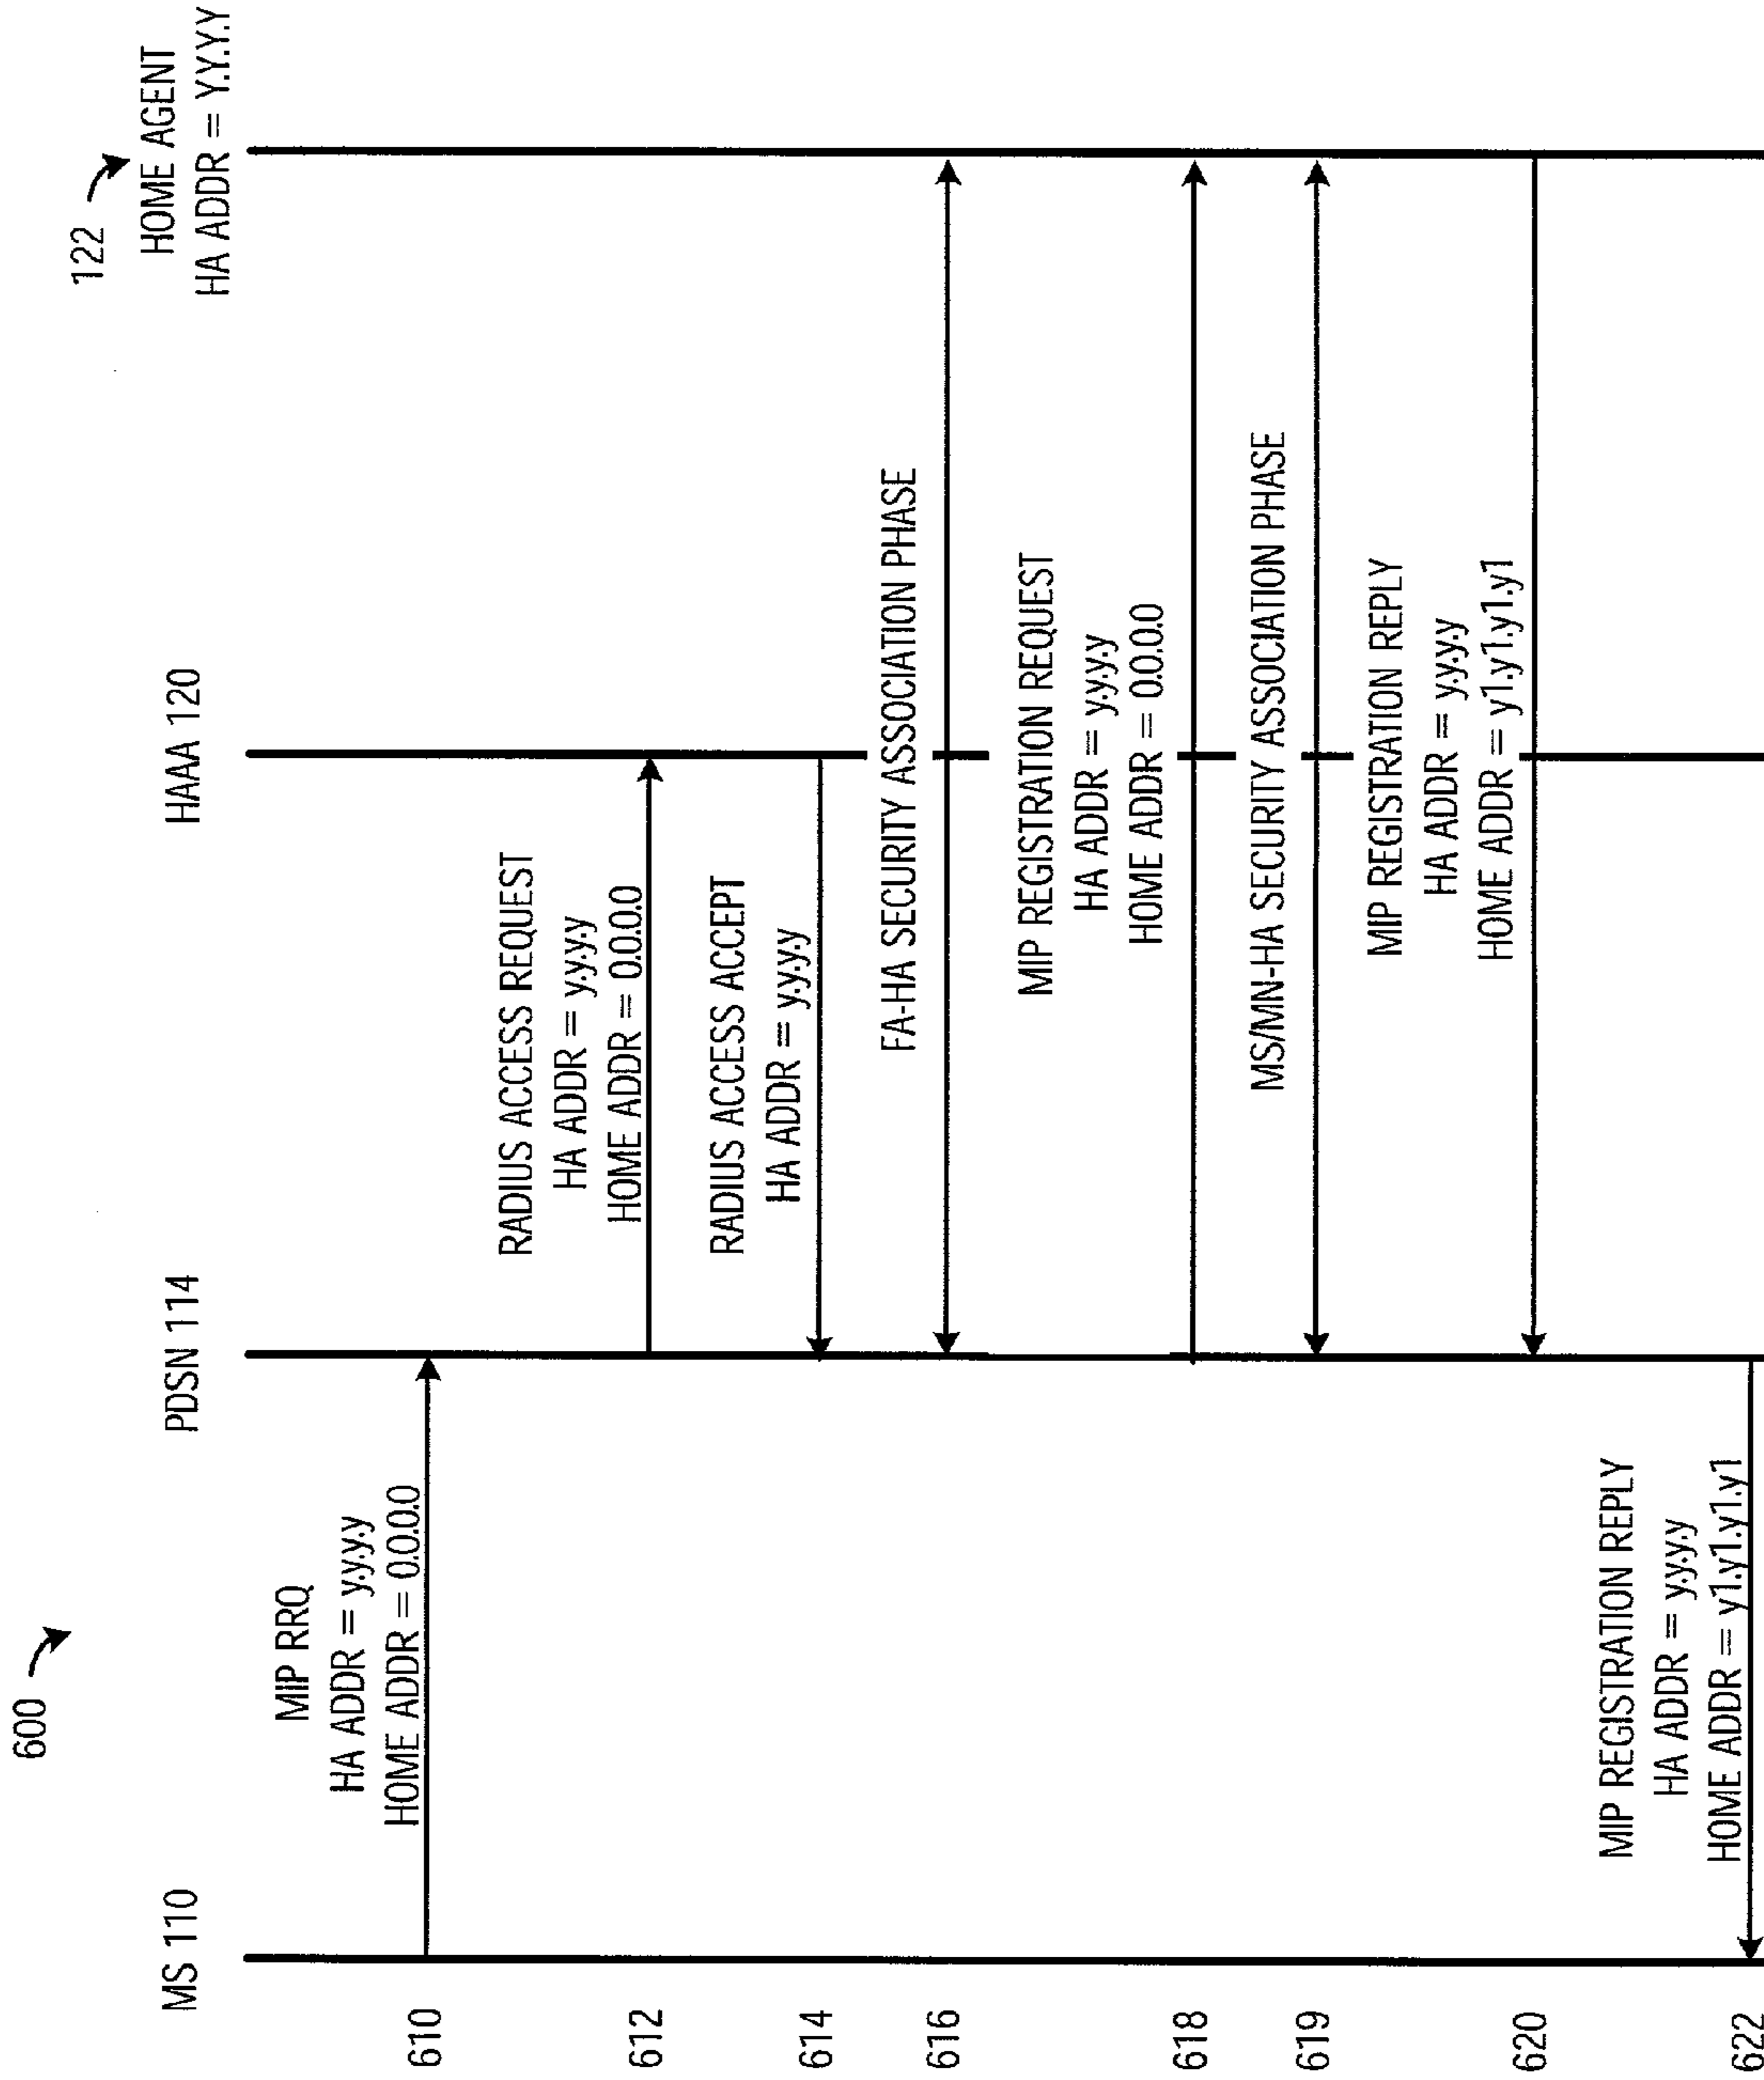 600
122
HOME AGENT
HA ADDR = Y.Y.Y.Y
MS 110
PDSN 114
HAAA 120
610
MIP RRQ
HA ADDR = y.y.y.y
HOME ADDR = 0.0.0.0
612
RADIUS ACCESS REQUEST
HA ADDR = y.y.y.y
HOME ADDR = 0.0.0.0
614
RADIUS ACCESS ACCEPT
HA ADDR = y.y.y.y
616
FA-HA SECURITY ASSOCIATION PHASE
618
MIP REGISTRATION REQUEST
HA ADDR = y.y.y.y
HOME ADDR = 0.0.0.0
619
MS/MN-HA SECURITY ASSOCIATION PHASE
620
MIP REGISTRATION REPLY
HA ADDR = y.y.y.y
HOME ADDR = y1.y1.y1.y1
622
MIP REGISTRATION REPLY
HA ADDR = y.y.y.y
HOME ADDR = y1.y1.y1.y1